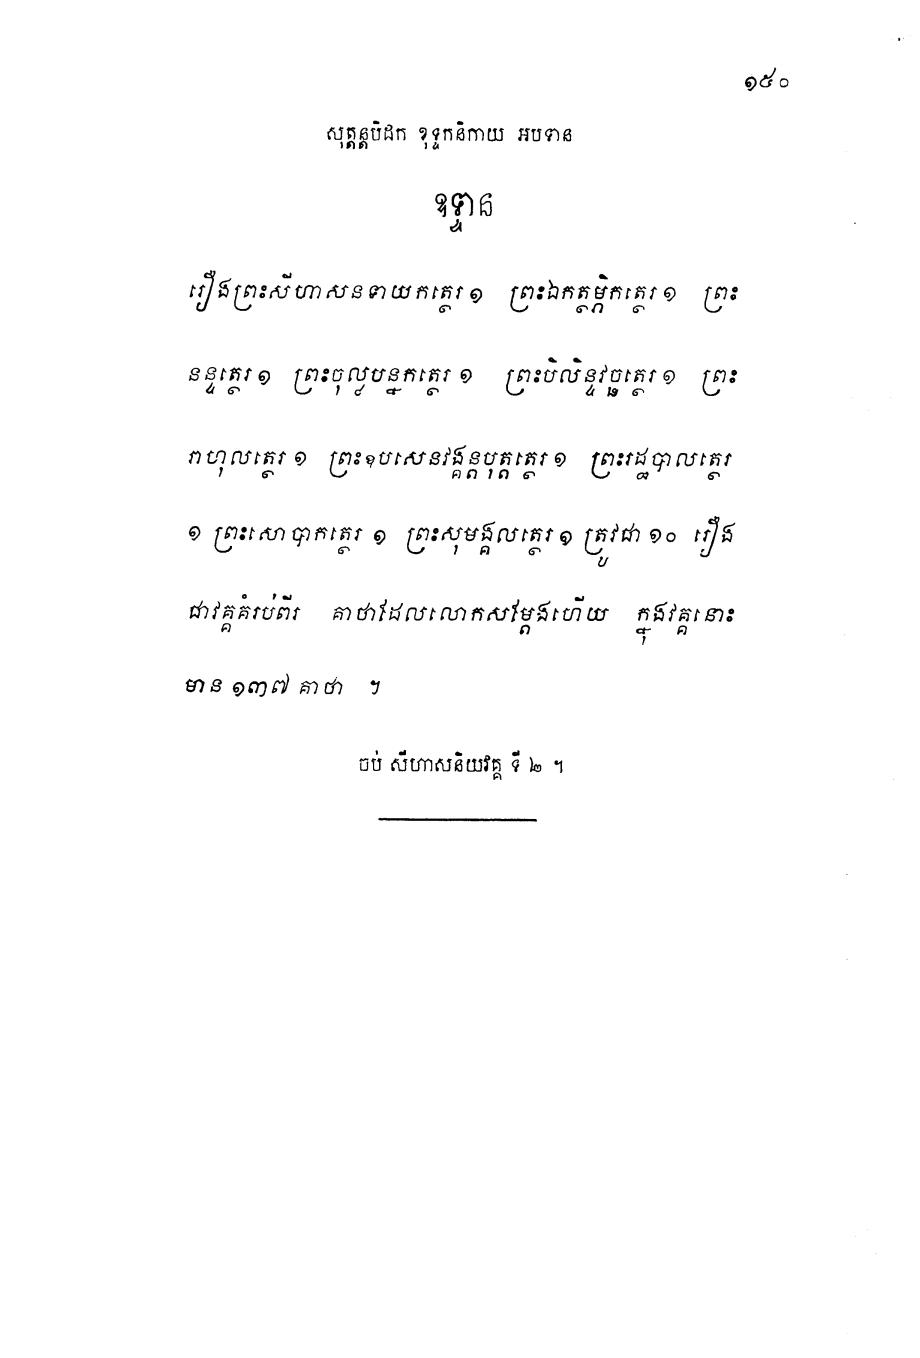 ១៥០
សុត្តន្តបិដក ខុទ្ទកនិកាយ អបទាន
ឧទ្ទាន
រឿងព្រះសីហាសនទាយកត្ថេរ ១ ព្រះឯកត្ថម្ភិកត្ថេរ ១ ព្រះ
នន្ទត្ថេរ ១ ព្រះចុល្លបន្ថកត្ថេរ ១ ព្រះបិលិន្ទវច្ឆត្ថេរ ១ ព្រះ
រាហុលត្ថេរ ១ ព្រះឧបសេនវង្គន្តបុត្តត្ថេរ ១ ព្រះរដ្ឋបាលត្ថេរ
១ ព្រះសោបាកត្ថេរ ១ ព្រះសុមង្គលត្ថេរ ១ ត្រូវជា ១០ រឿង
ជាវគ្គគំរប់ពីរ គាថាដែលលោកសម្តែងហើយ ក្នុងវគ្គនោះ
មាន ១៣៧ គាថា ។
ចប់ សីហាសនិយវគ្គ ទី ២ ។